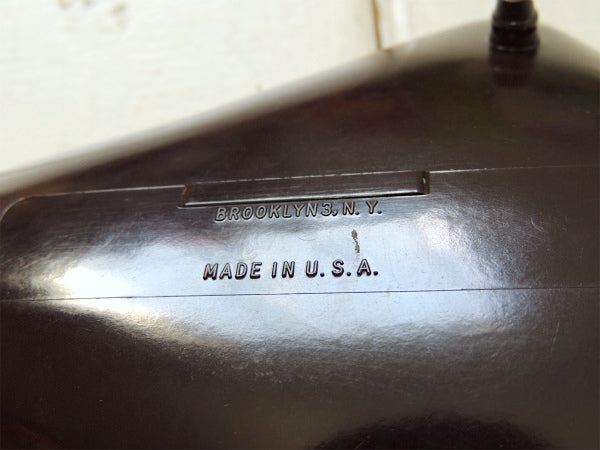 BROOKLYN 3, N. Y.
MADE IN U. S. A.